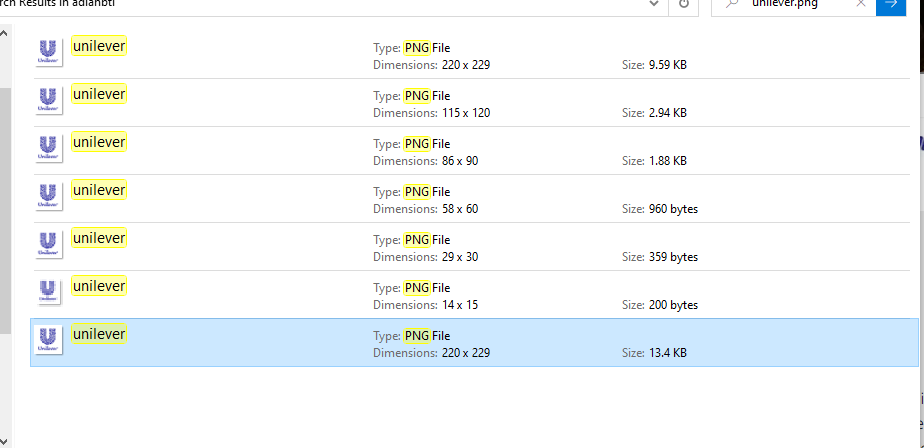 rch Results in adianbti
unilever.png
unilever
Type: PNG File
Dimensions: 220 x 229
Size: 9.59 KB
unilever
Type: PNG File
Dimensions: 115 x 120
Size: 2.94 KB
unilever
Type: PNG File
Dimensions: 86 x 90
Size: 1.88 KB
unilever
Type: PNG File
Dimensions: 58 x 60
Size: 960 bytes
unilever
Type: PNG File
Dimensions: 29 x 30
Size: 359 bytes
unilever
Type: PNG File
Dimensions: 14 x 15
Size: 200 bytes
unilever
Type: PNG File
Dimensions: 220 x 229
Size: 13.4 KB